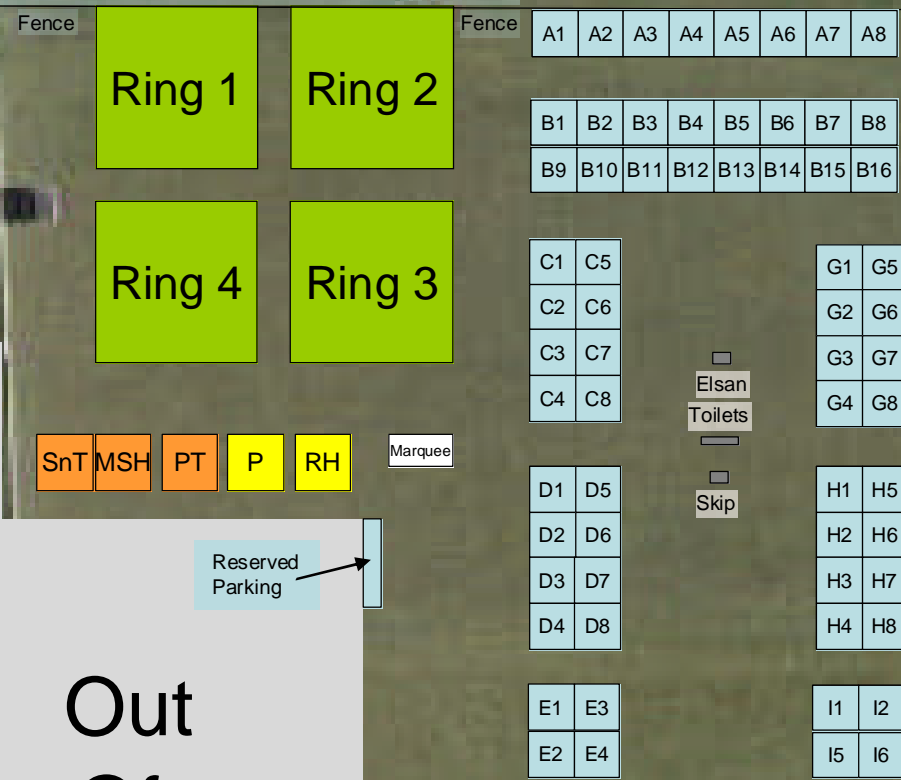 Fence
Fence
A1 A2 A3 A4 A5 A6 A7 A8
Ring 1
Ring 2
B1 B2 B3 B4 B5 B6 B7 B8
B9 B10 B11 B12 B13 B14 B15 B16
Ring 4
Ring 3
C1 C5
C2 C6
C3 C7
C4 C8
G1 G5
G2 G6
G3 G7
G4 G8
Elsan
Toilets
Skip
SnT MSH PT P RH
Marquee
D1 D5
D2 D6
D3 D7
D4 D8
H1 H5
H2 H6
H3 H7
H4 H8
Reserved
Parking
Out
Of
E1 E3
E2 E4
I1 I2
I5 I6